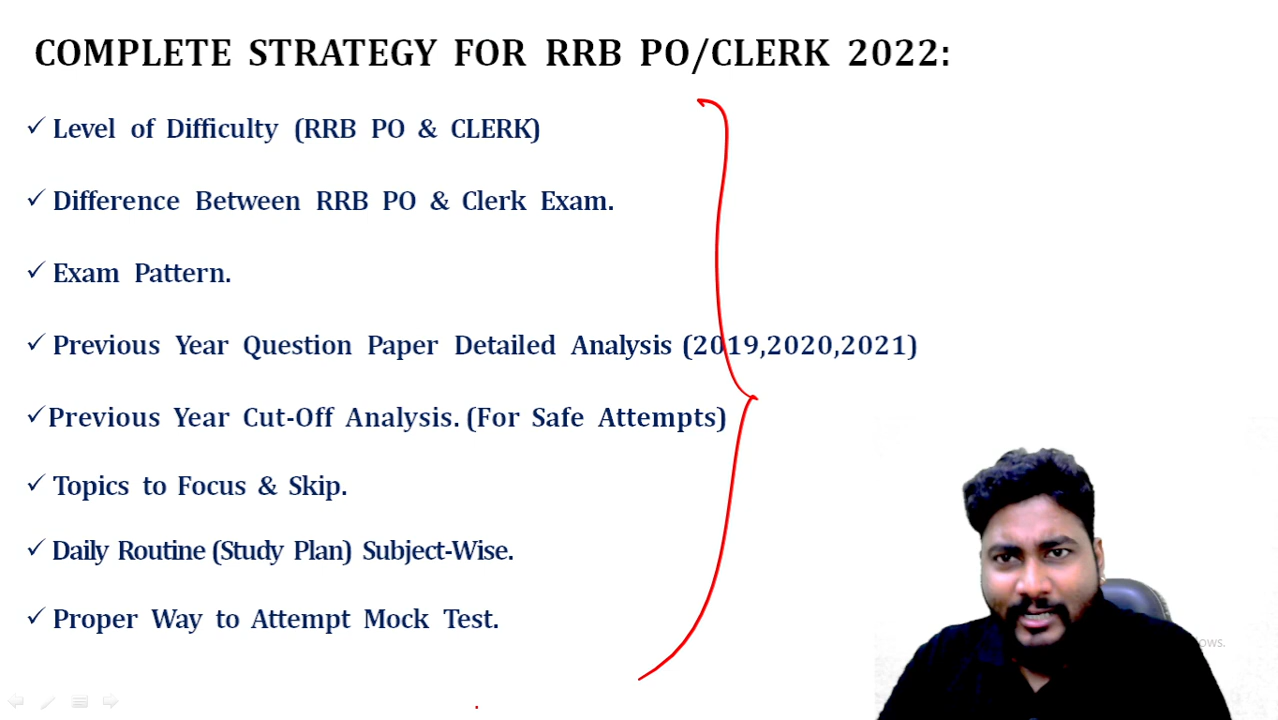 COMPLETE STRATEGY FOR RRB PO/CLERK 2022:
✓ Level of Difficulty (RRB PO & CLERK)
✓ Difference Between RRB PO & Clerk Exam.
✓ Exam Pattern.
✓ Previous Year Question Paper Detailed Analysis (2019,2020,2021)
✓ Previous Year Cut-Off Analysis. (For Safe Attempts)
✓ Topics to Focus & Skip.
✓ Daily Routine (Study Plan) Subject-Wise.
✓ Proper Way to Attempt Mock Test.